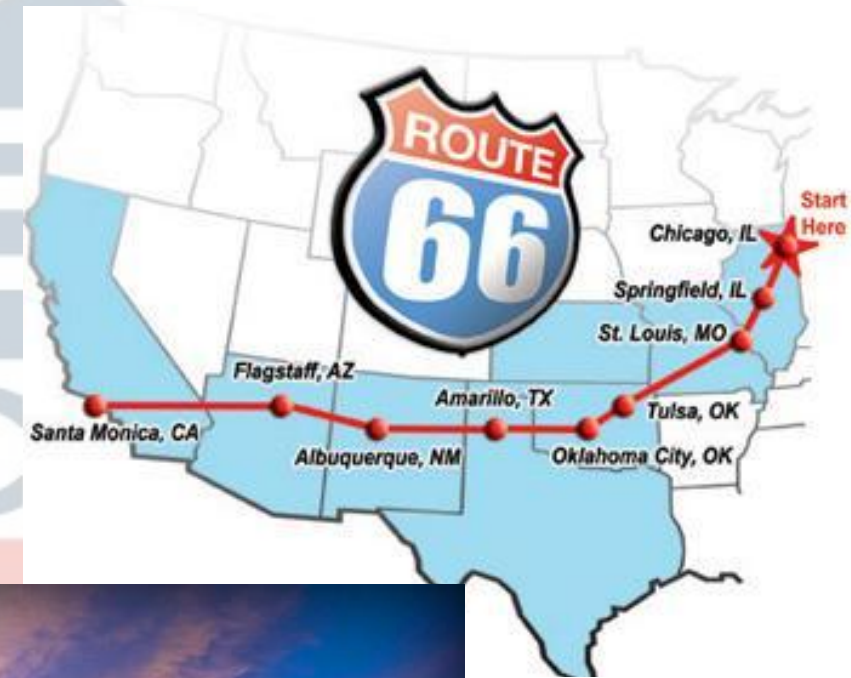 ROUTE
66
Start
Here
Chicago, IL
Springfield, IL
St. Louis, MO
Flagstaff, AZ
Amarillo, TX
Tulsa, OK
Santa Monica, CA
Albuquerque, NM
Oklahoma City, OK